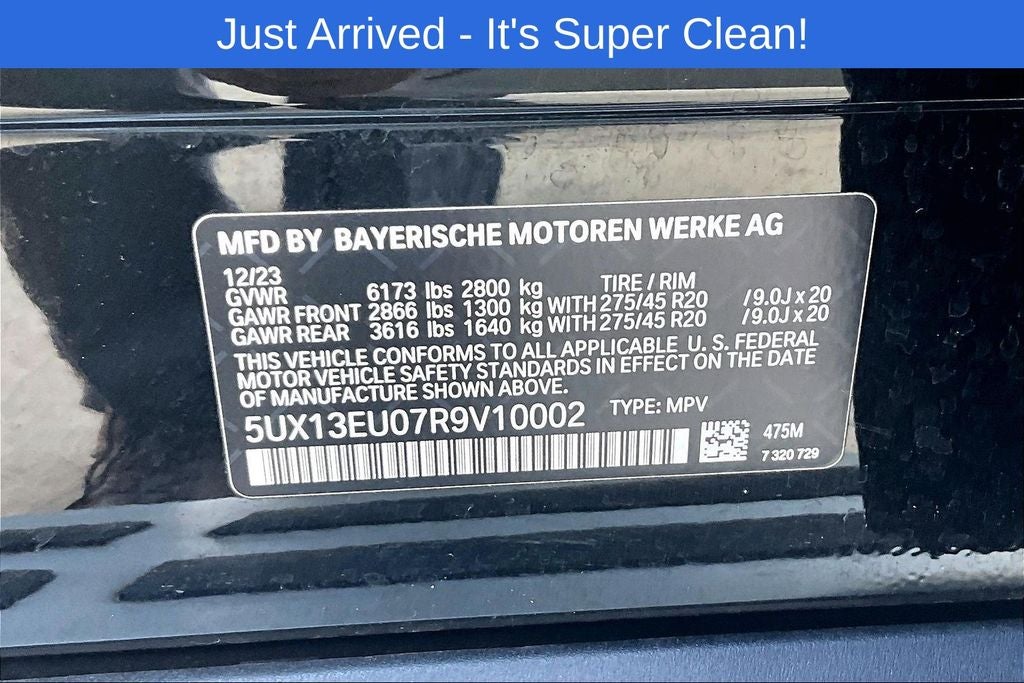 Just Arrived - It's Super Clean!
MFD BY BAYERISCHE MOTOREN WERKE AG
12/23 TIRE / RIM
GVWR 6173 lbs 2800 kg
GAWR FRONT 2866 lbs 1300 kg WITH 275/45 R20 / 9.0J x 20
GAWR REAR 3616 lbs 1640 kg WITH 275/45 R20 / 9.0J x 20
THIS VEHICLE CONFORMS TO ALL APPLICABLE U. S. FEDERAL
MOTOR VEHICLE SAFETY STANDARDS IN EFFECT ON THE DATE
OF MANUFACTURE SHOWN ABOVE.
5UX13EU07R9V10002 TYPE: MPV
475M
7 320 729